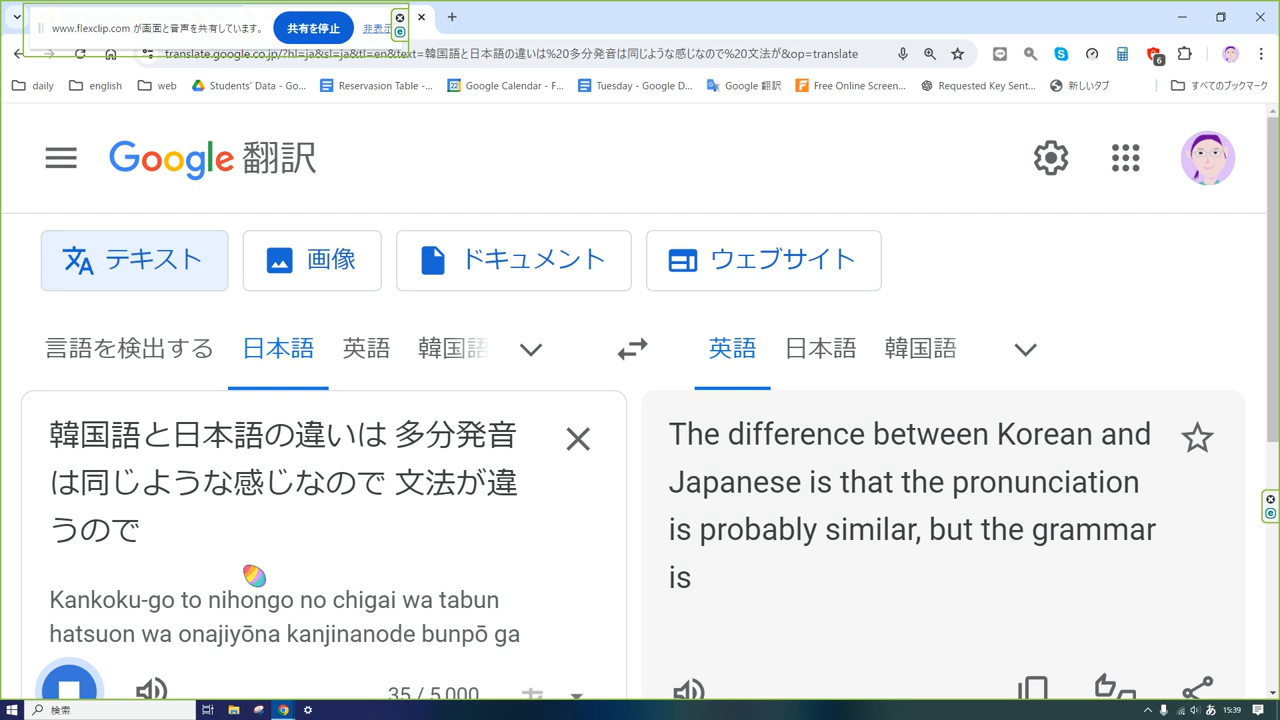 www.flexclip.com が画面と音声を共有しています。 共有を停止 非表示
translate.google.co.jp/?hl=ja&sl=ja&tl=en&text=韓国語と日本語の違いは%20多分発音は同じような感じなので%20文法が&op=translate
6
daily english web Students' Data - Go... Reservasion Table -... Google Calendar - F... Tuesday - Google D... Google 翻訳 Free Online Screen... Requested Key Sent... 新しいタブ すべてのブックマーク
Google 翻訳
テキスト 画像 ドキュメント ウェブサイト
言語を検出する 日本語 英語 韓国語 英語 日本語 韓国語
韓国語と日本語の違いは 多分発音
は同じような感じなので 文法が違
うので
Kankoku-go to nihongo no chigai wa tabun
hatsuon wa onajiyōna kanjinanode bunpō ga
35 / 5,000
The difference between Korean and
Japanese is that the pronunciation
is probably similar, but the grammar
is
検索
あ 15:39